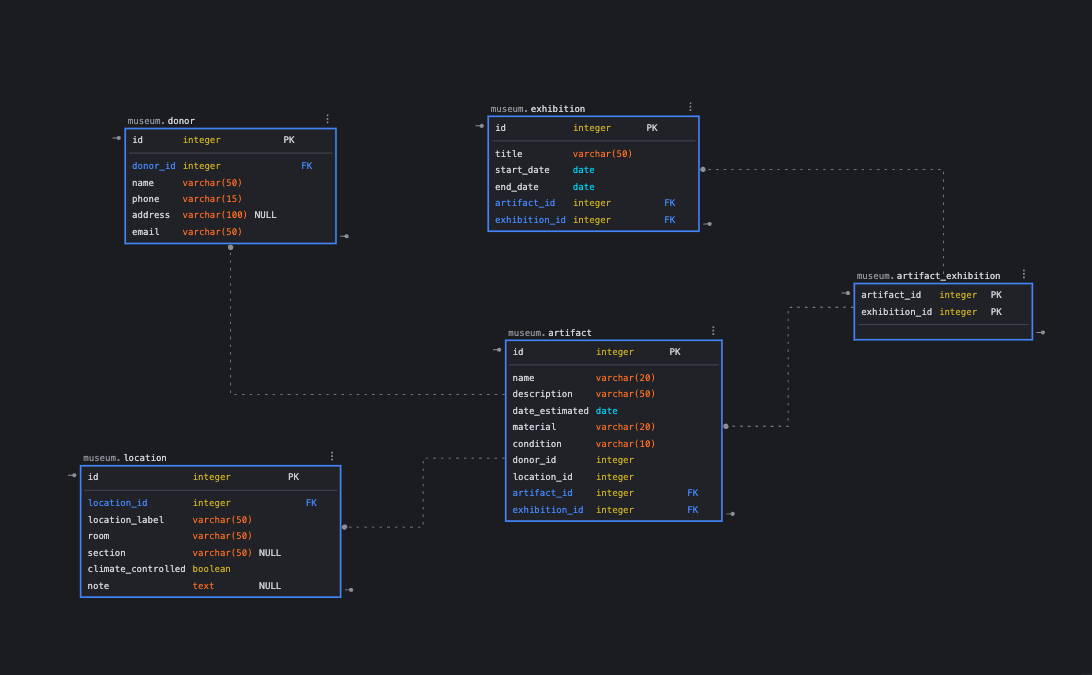 museum.exhibition
id integer PK
title varchar(50)
start_date date
end_date date
artifact_id integer FK
exhibition_id integer FK
museum.donor
id integer PK
donor_id integer FK
name varchar(50)
phone varchar(15)
address varchar(100) NULL
email varchar(50)
museum.artifact_exhibition
artifact_id integer PK
exhibition_id integer PK
museum.artifact
id integer PK
name varchar(20)
description varchar(50)
date_estimated date
material varchar(20)
condition varchar(10)
donor_id integer
location_id integer
artifact_id integer FK
exhibition_id integer FK
museum.location
id integer PK
location_id integer FK
location_label varchar(50)
room varchar(50)
section varchar(50) NULL
climate_controlled boolean
note text NULL